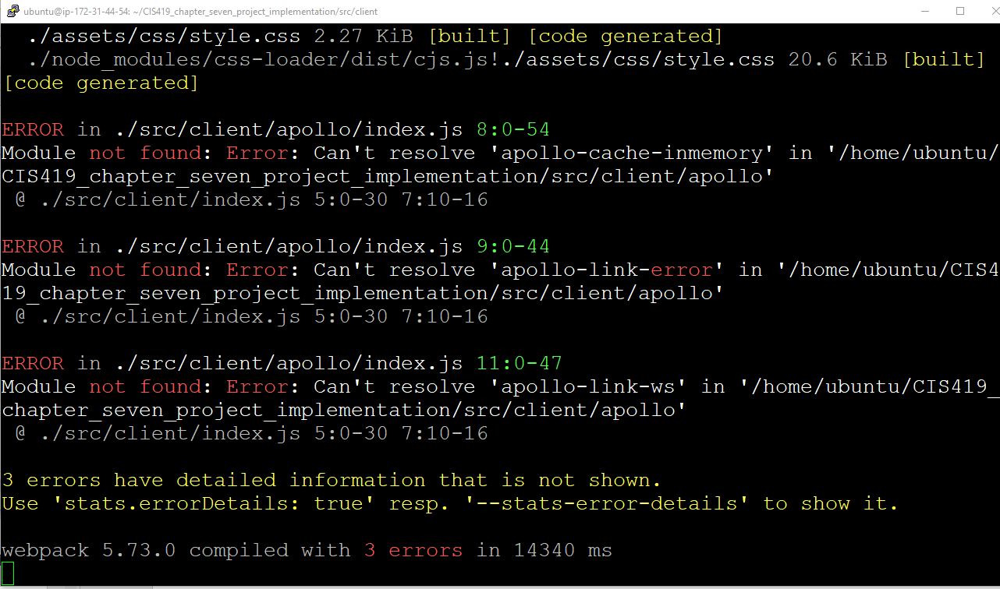 ubuntu@ip-172-31-44-54: ~/CIS419_chapter_seven_project_implementation/src/client
./assets/css/style.css 2.27 KiB [built] [code generated]
./node_modules/css-loader/dist/cjs.js!./assets/css/style.css 20.6 KiB [built]
[code generated]
ERROR in ./src/client/apollo/index.js 8:0-54
Module not found: Error: Can't resolve 'apollo-cache-inmemory' in '/home/ubuntu/
CIS419_chapter_seven_project_implementation/src/client/apollo'
@ ./src/client/index.js 5:0-30 7:10-16
ERROR in ./src/client/apollo/index.js 9:0-44
Module not found: Error: Can't resolve 'apollo-link-error' in '/home/ubuntu/CIS4
19_chapter_seven_project_implementation/src/client/apollo'
@ ./src/client/index.js 5:0-30 7:10-16
ERROR in ./src/client/apollo/index.js 11:0-47
Module not found: Error: Can't resolve 'apollo-link-ws' in '/home/ubuntu/CIS419_
chapter_seven_project_implementation/src/client/apollo'
@ ./src/client/index.js 5:0-30 7:10-16
3 errors have detailed information that is not shown.
Use 'stats.errorDetails: true' resp. '--stats-error-details' to show it.
webpack 5.73.0 compiled with 3 errors in 14340 ms